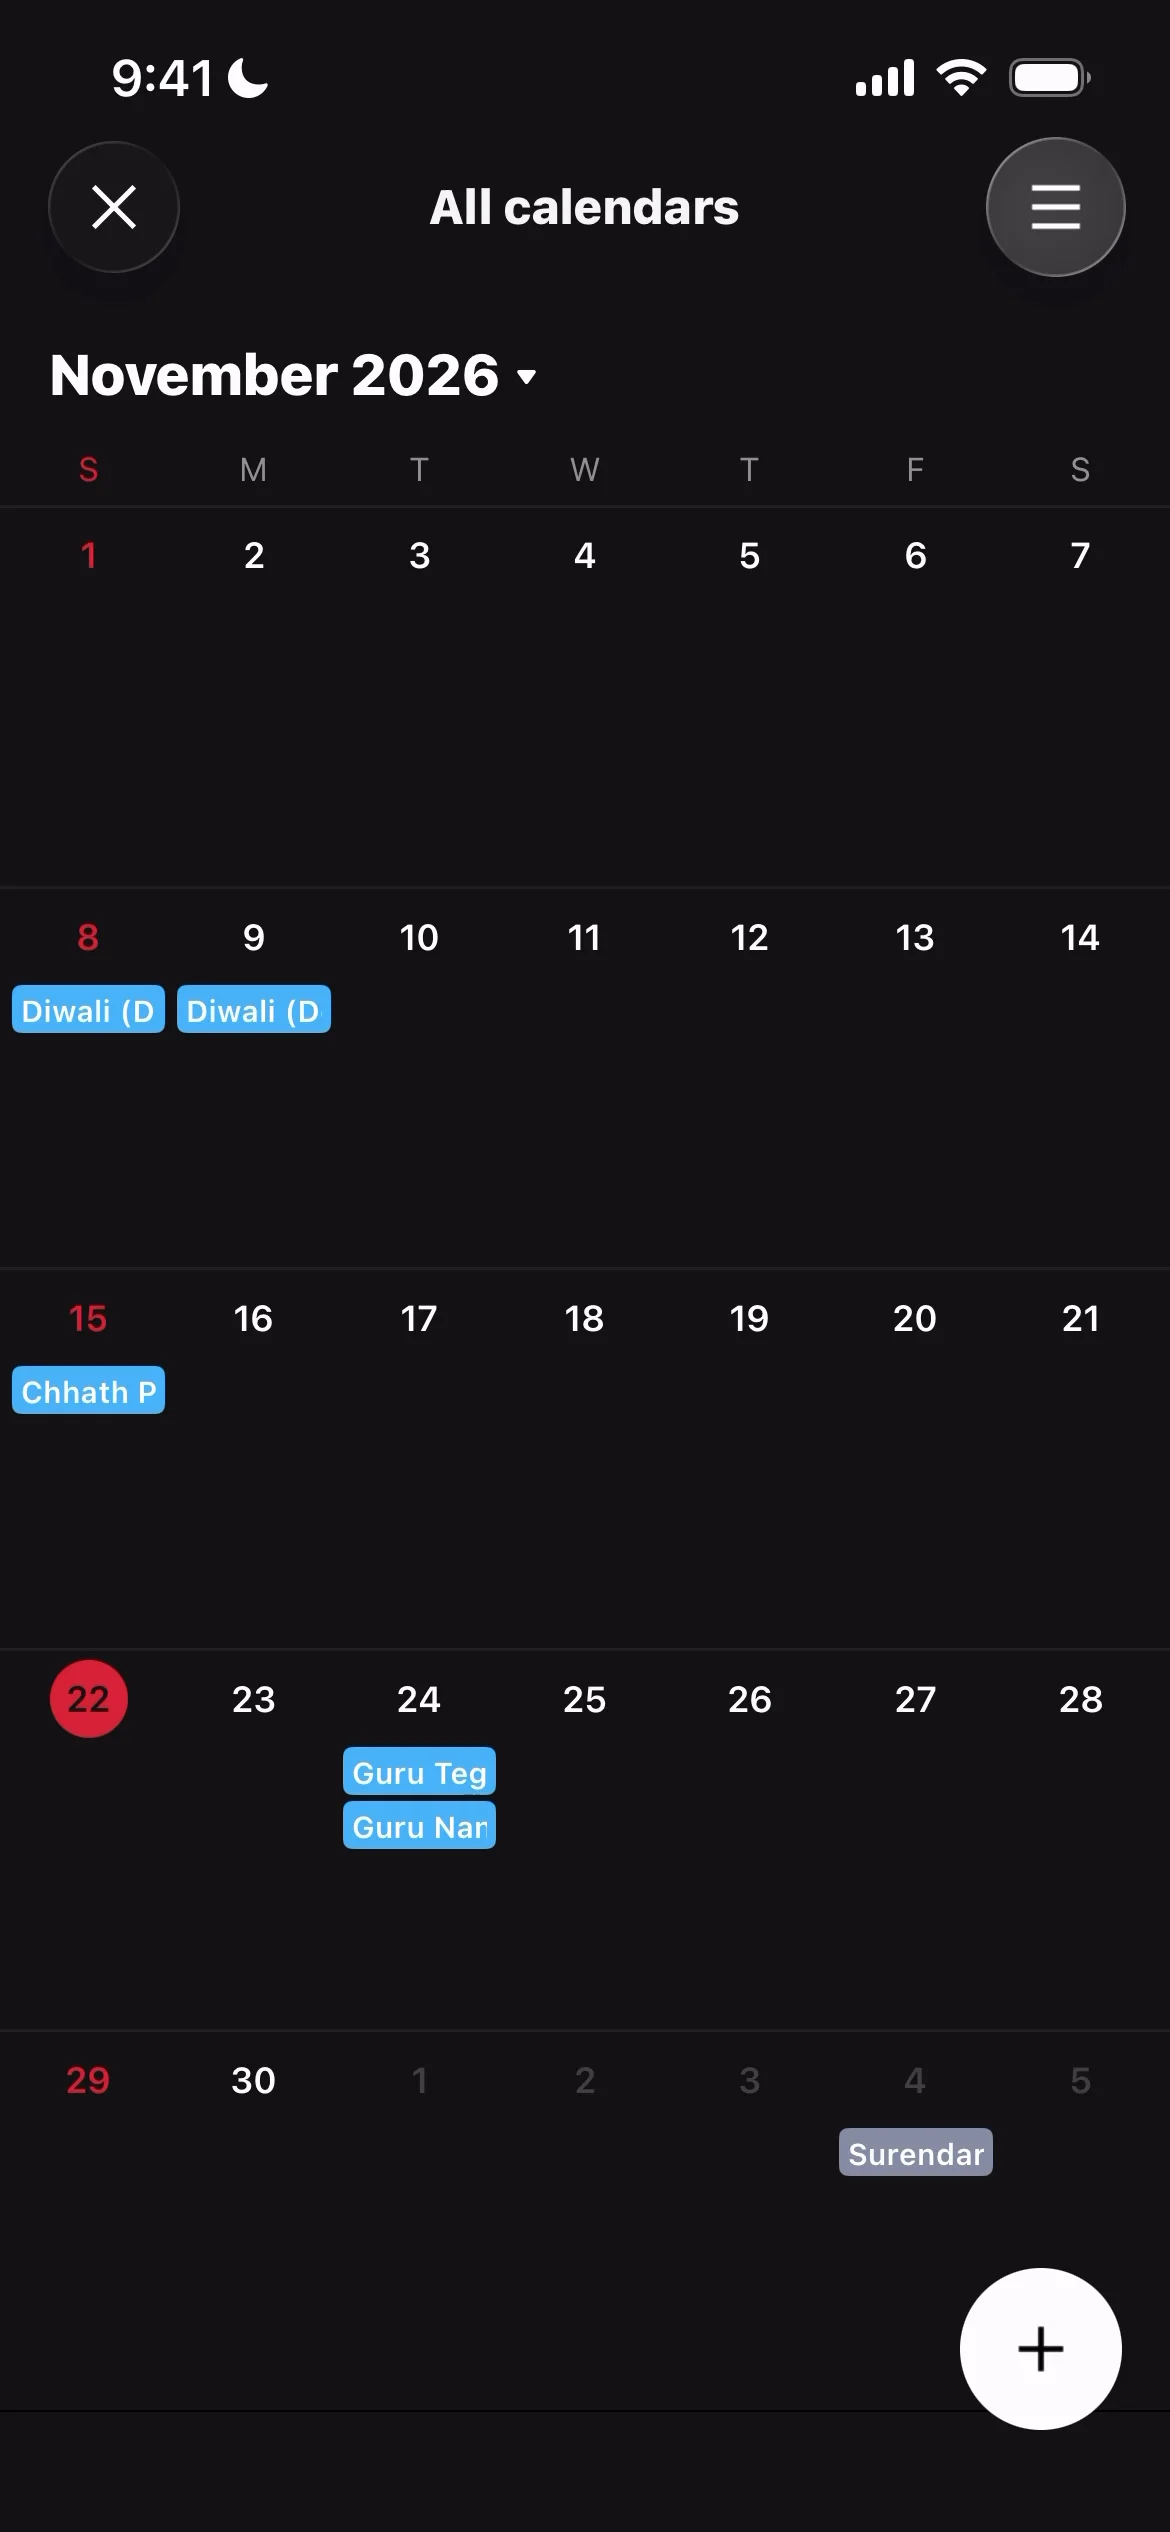 9:41
All calendars
November 2026
S M T W T F S
1 2 3 4 5 6 7
8 9 10 11 12 13 14
Diwali (D Diwali (D
15 16 17 18 19 20 21
Chhath P
22 23 24 25 26 27 28
Guru Teg
Guru Nan
29 30 1 2 3 4 5
Surendar